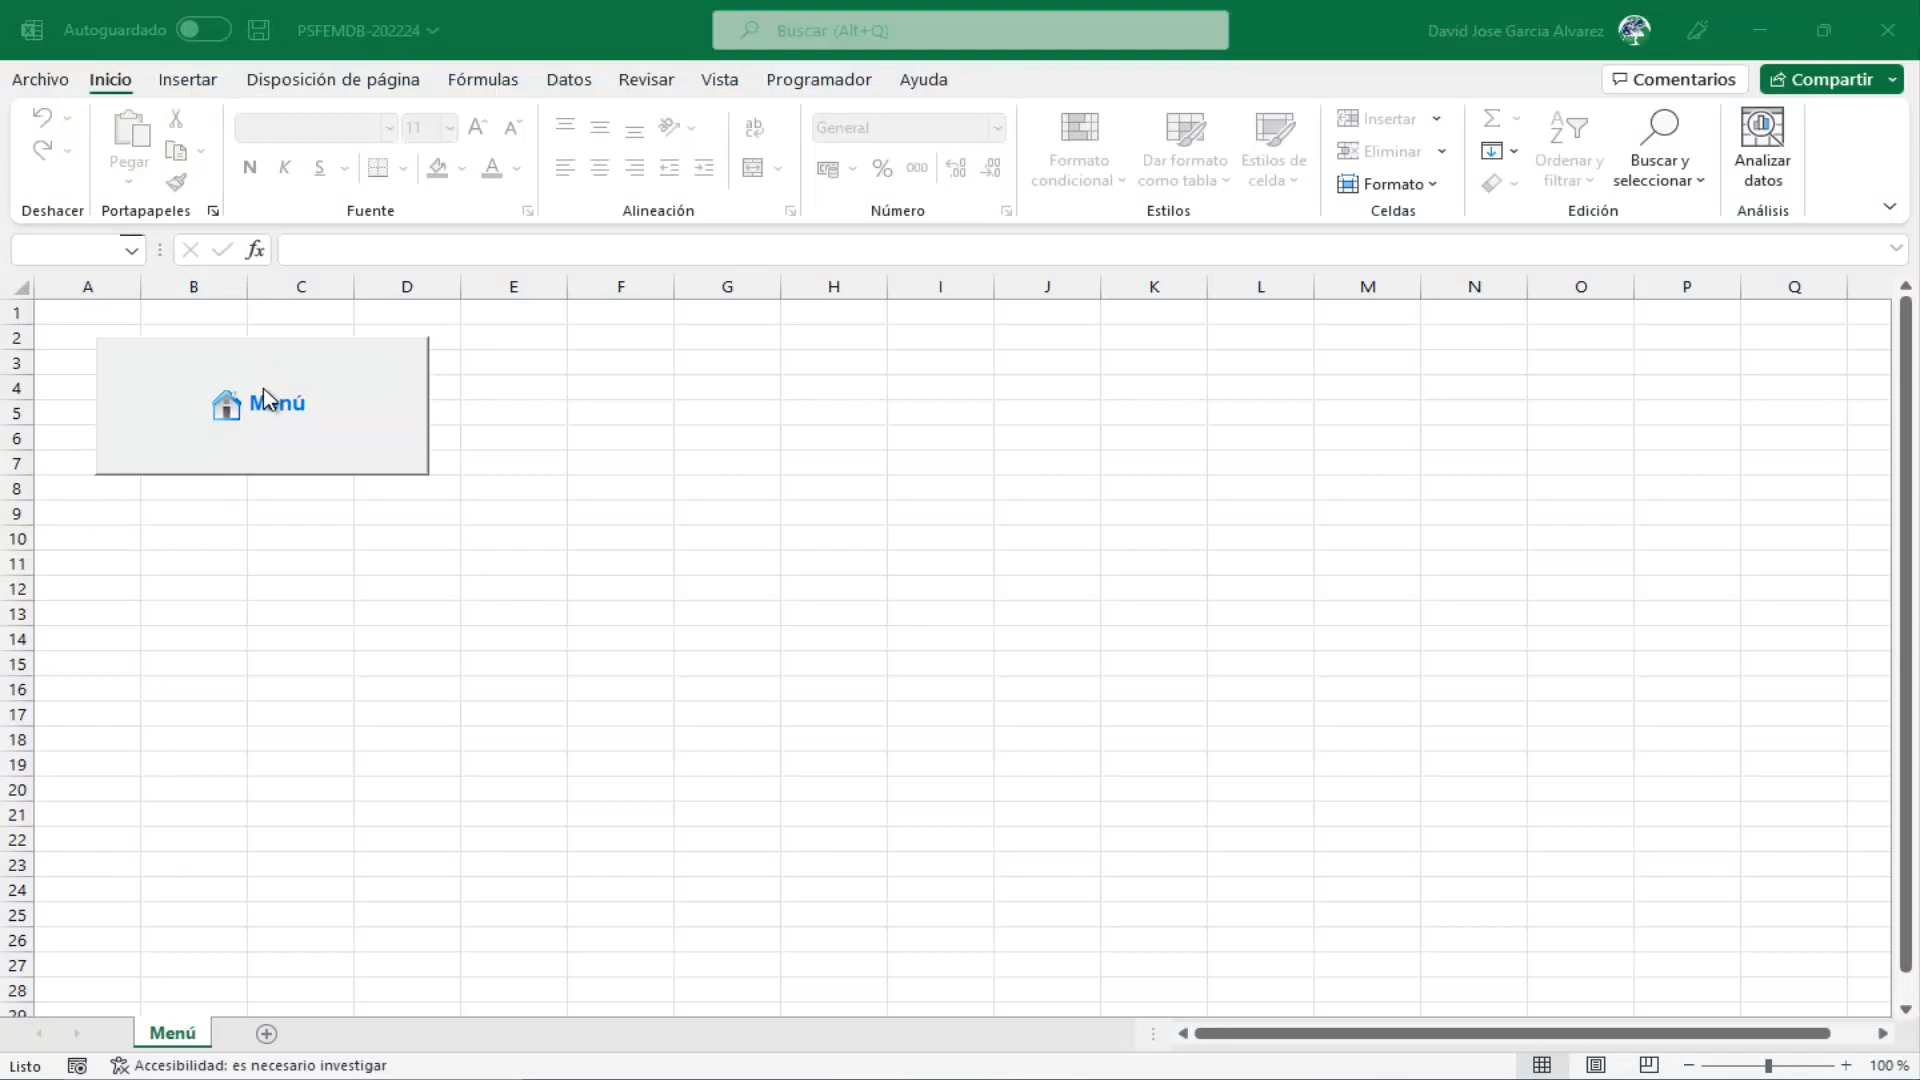 Autoguardado PSFEMDB-202224 Buscar (Alt+Q) David Jose Garcia Alvarez
Archivo Inicio Insertar Disposición de página Fórmulas Datos Revisar Vista Programador Ayuda Comentarios Compartir
Pegar
11
N K S
ab
General
% 000
Formato condicional
Dar formato como tabla
Estilos de celda
Insertar
Eliminar
Formato
Ordenar y filtrar
Buscar y seleccionar
Analizar datos
Deshacer Portapapeles Fuente Alineación Número Estilos Celdas Edición Análisis
fx
A B C D E F G H I J K L M N O P Q
1
2
3
4
5
6
7
8
9
10
11
12
13
14
15
16
17
18
19
20
21
22
23
24
25
26
27
28
29
Menú
Menú
Listo Accesibilidad: es necesario investigar 100 %